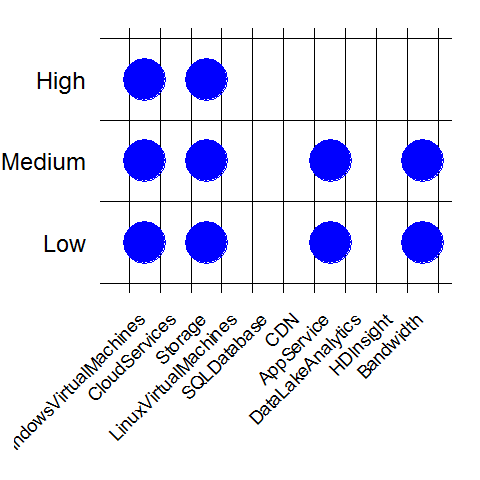 High
Medium
Low
ndowsVirtualMachines
CloudServices
Storage
LinuxVirtualMachines
SQLDatabase
CDN
AppService
DataLakeAnalytics
HDInsight
Bandwidth